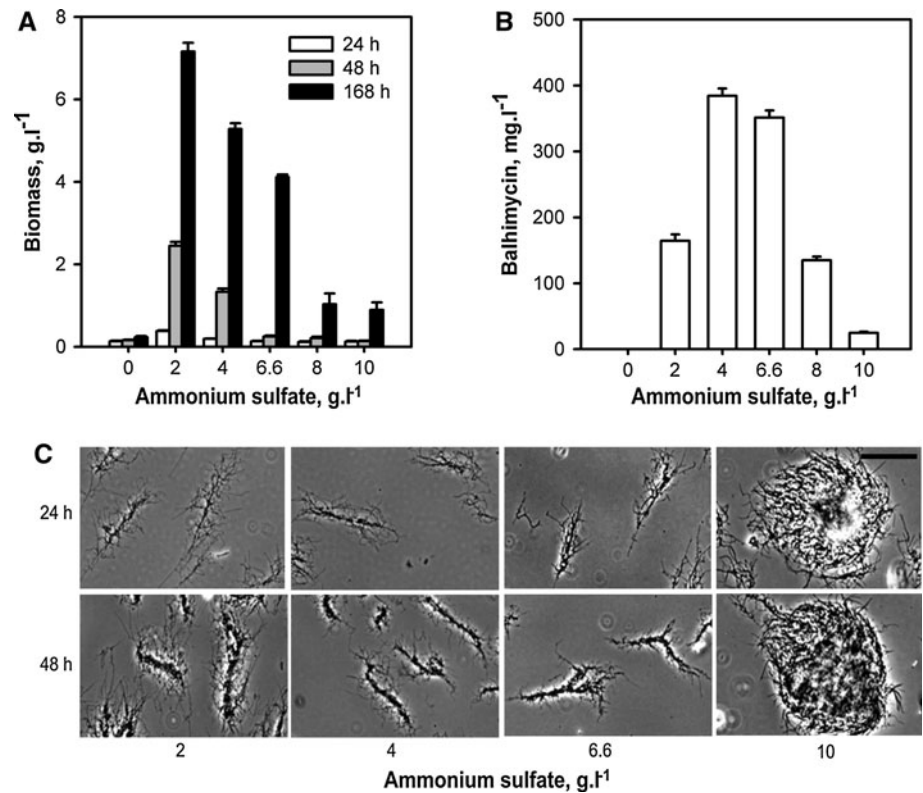 A
Biomass, g.l-1
8
6
4
2
0
24 h
48 h
168 h
0 2 4 6.6 8 10
Ammonium sulfate, g.l-1
B
Balhimycin, mg.l-1
500
400
300
200
100
0
0 2 4 6.6 8 10
Ammonium sulfate, g.l-1
C
24 h
48 h
2 4 6.6 10
Ammonium sulfate, g.l-1